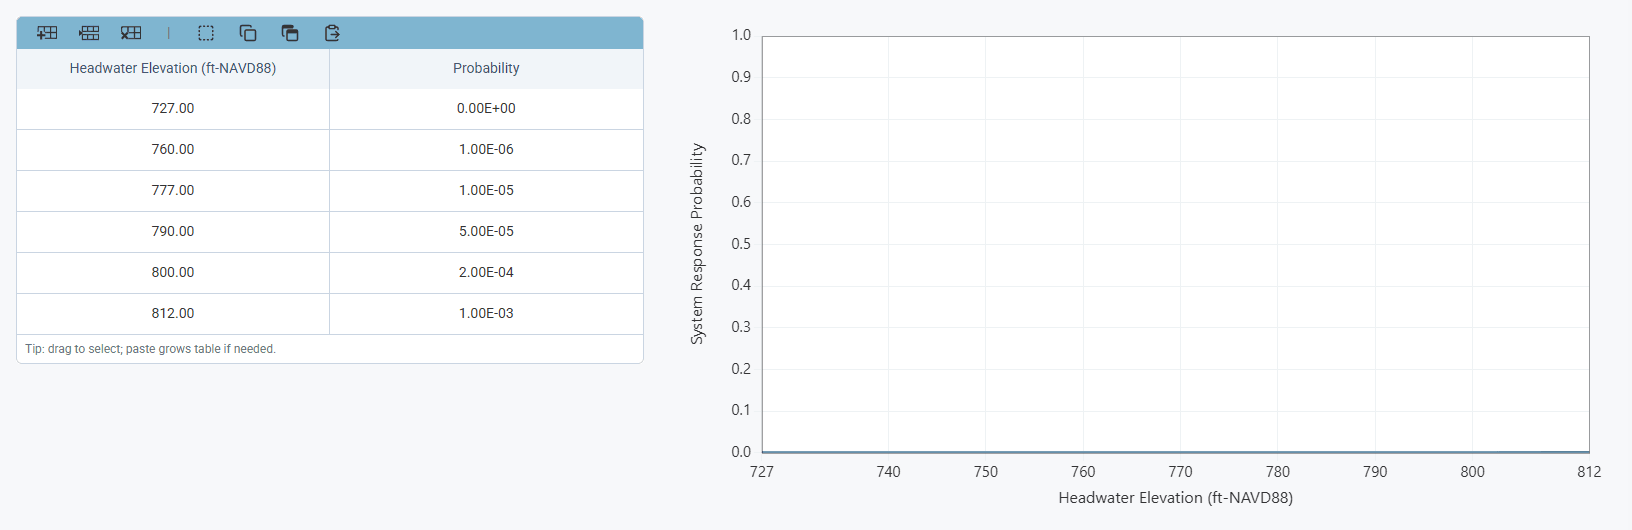 Headwater Elevation (ft-NAVD88) Probability
727.00 0.00E+00
760.00 1.00E-06
777.00 1.00E-05
790.00 5.00E-05
800.00 2.00E-04
812.00 1.00E-03
Tip: drag to select; paste grows table if needed.
System Response Probability
1.0
0.9
0.8
0.7
0.6
0.5
0.4
0.3
0.2
0.1
0.0
727 740 750 760 770 780 790 800 812
Headwater Elevation (ft-NAVD88)